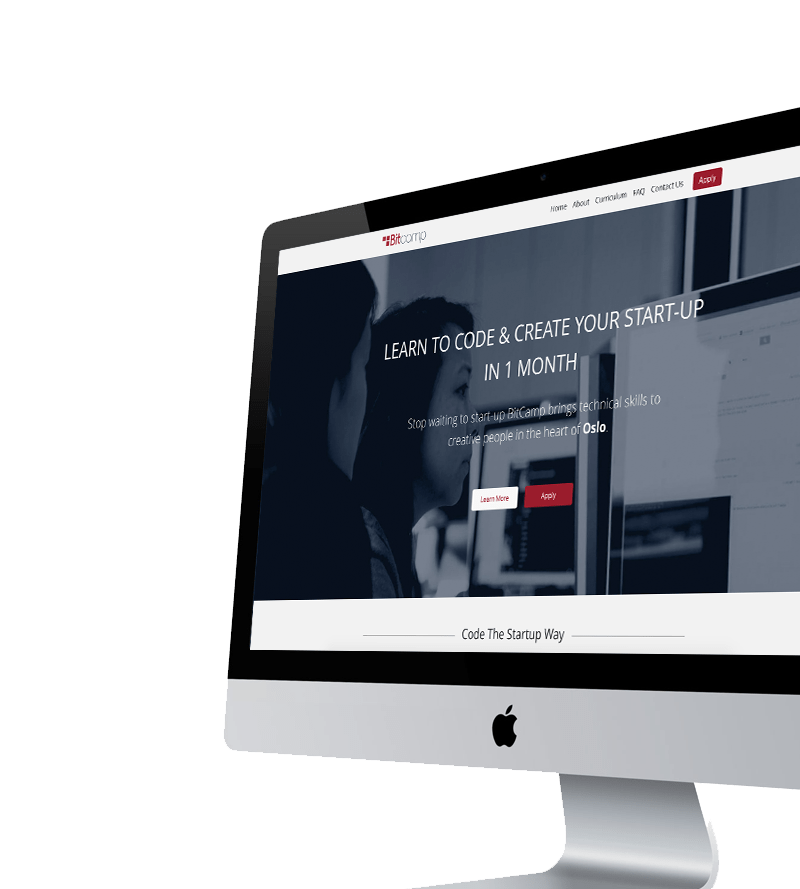 Bitcamp
Home About Curriculum FAQ Contact Us Apply
LEARN TO CODE & CREATE YOUR START-UP
IN 1 MONTH
Stop waiting to start-up BitCamp brings technical skills to
creative people in the heart of Oslo.
Learn More Apply
Code The Startup Way